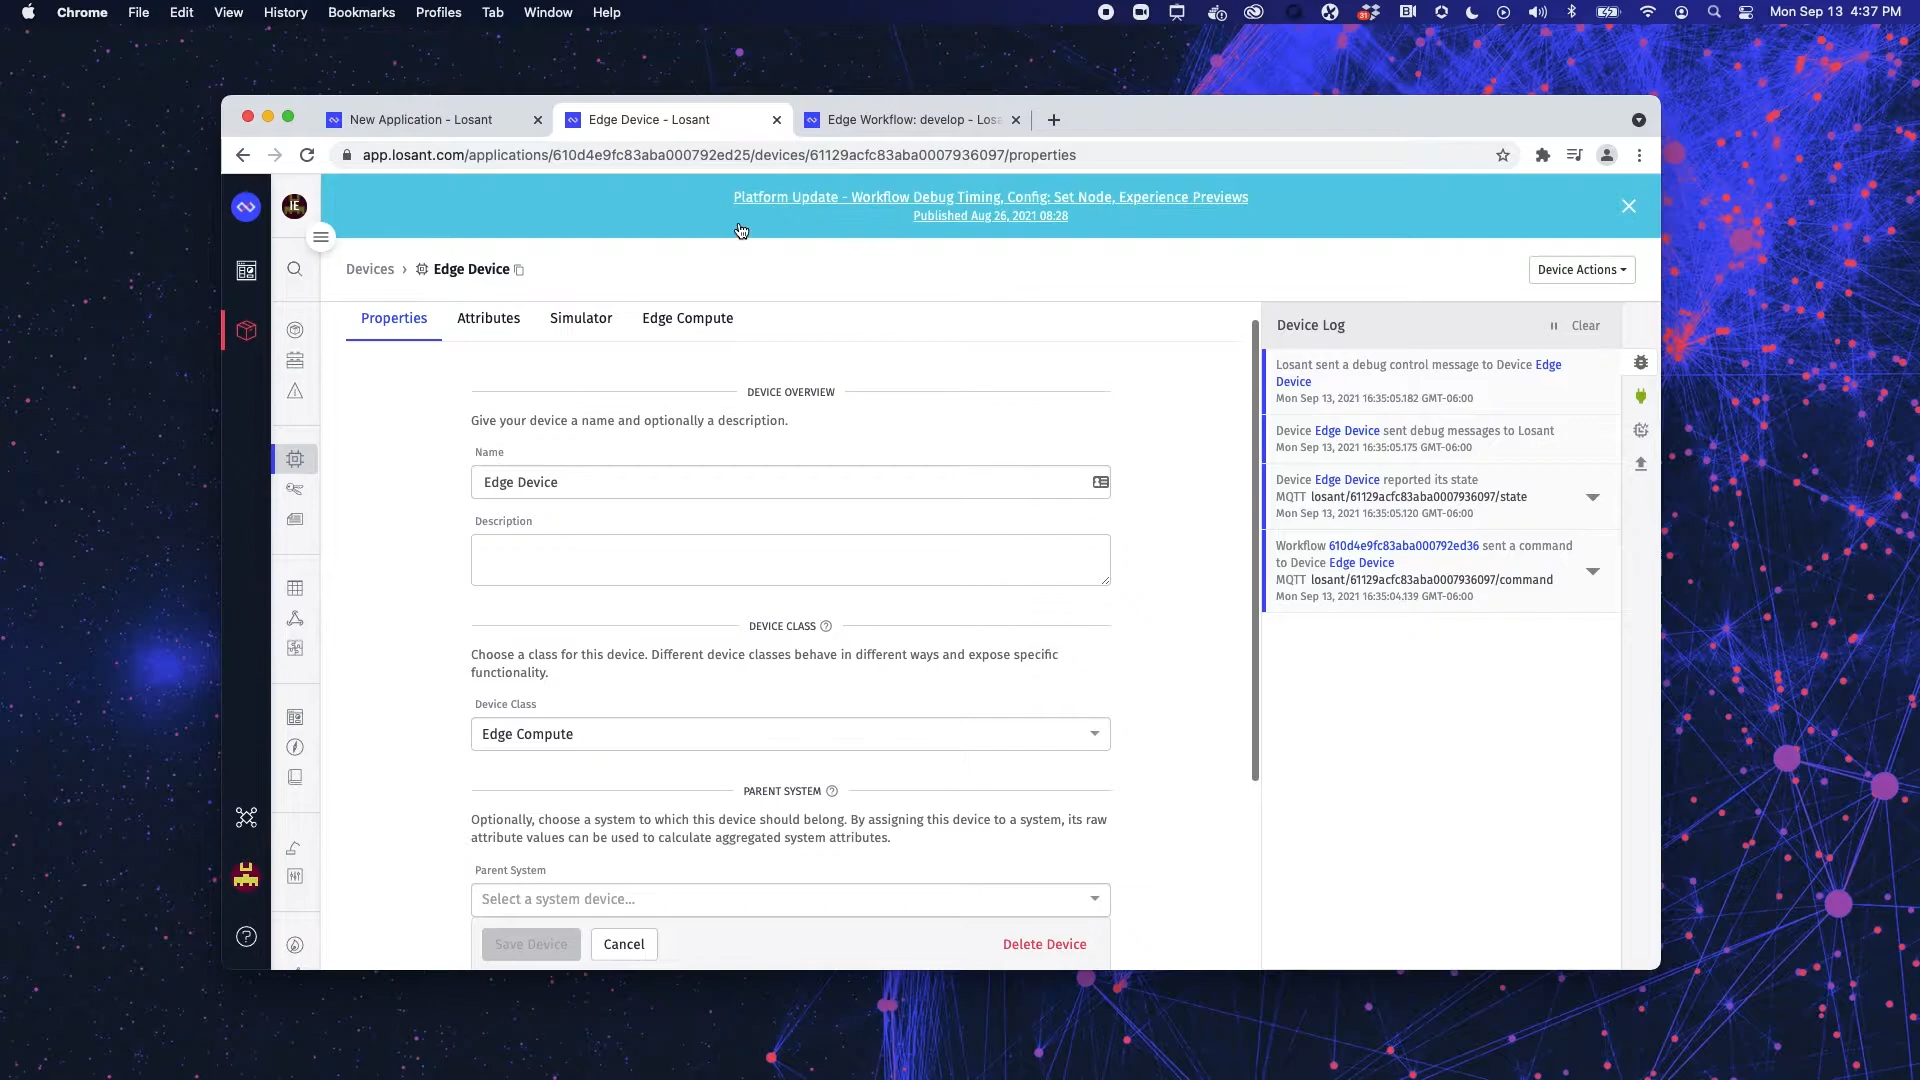 Chrome File Edit View History Bookmarks Profiles Tab Window Help
31
Mon Sep 13 4:37 PM
New Application - Losant
Edge Device - Losant
Edge Workflow: develop - Los
app.losant.com/applications/610d4e9fc83aba000792ed25/devices/61129acfc83aba0007936097/properties
IE
Platform Update - Workflow Debug Timing, Config: Set Node, Experience Previews
Published Aug 26, 2021 08:28
Devices › Edge Device
Device Actions
Properties Attributes Simulator Edge Compute
DEVICE OVERVIEW
Give your device a name and optionally a description.
Name
Edge Device
Description
DEVICE CLASS
Choose a class for this device. Different device classes behave in different ways and expose specific
functionality.
Device Class
Edge Compute
PARENT SYSTEM
Optionally, choose a system to which this device should belong. By assigning this device to a system, its raw
attribute values can be used to calculate aggregated system attributes.
Parent System
Select a system device...
Save Device Cancel Delete Device
Device Log Clear
Losant sent a debug control message to Device Edge
Device
Mon Sep 13, 2021 16:35:05.182 GMT-06:00
Device Edge Device sent debug messages to Losant
Mon Sep 13, 2021 16:35:05.175 GMT-06:00
Device Edge Device reported its state
MQTT losant/61129acfc83aba0007936097/state
Mon Sep 13, 2021 16:35:05.120 GMT-06:00
Workflow 610d4e9fc83aba000792ed36 sent a command
to Device Edge Device
MQTT losant/61129acfc83aba0007936097/command
Mon Sep 13, 2021 16:35:04.139 GMT-06:00